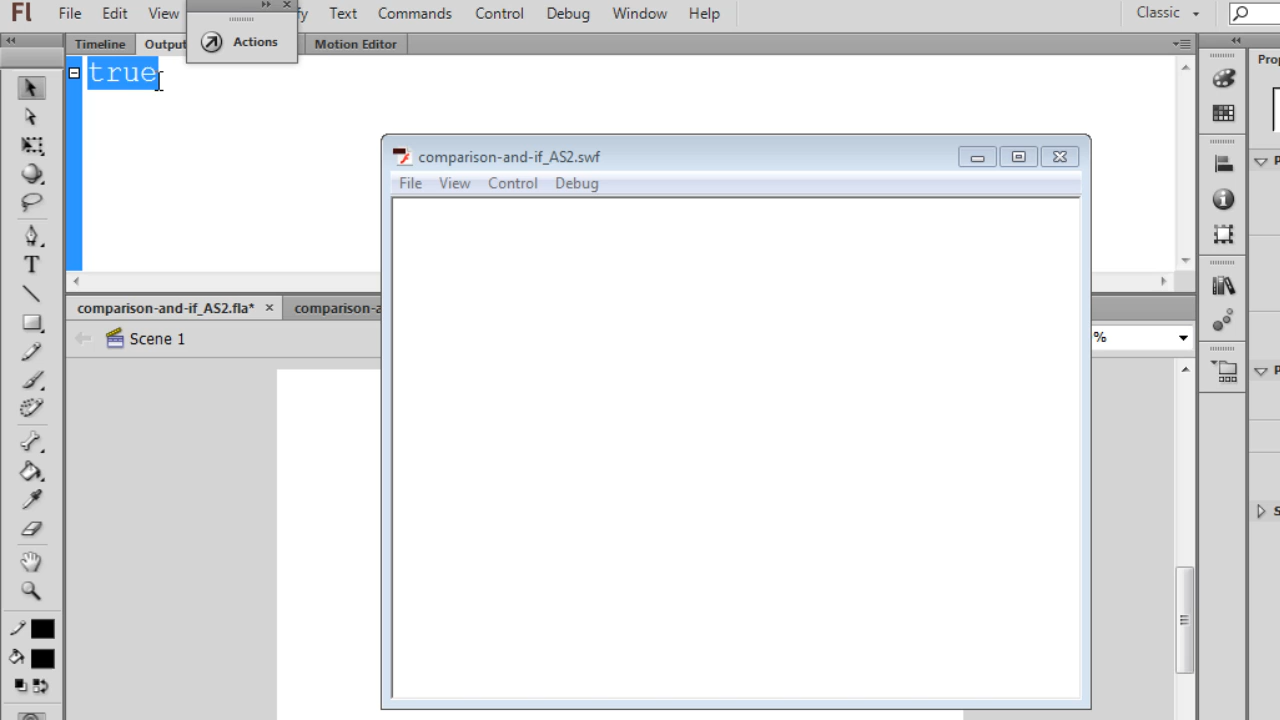 Fl File Edit View fy Text Commands Control Debug Window Help Classic
Actions
Timeline Output Motion Editor
Prop
true
comparison-and-if_AS2.swf
File View Control Debug
P
comparison-and-if_AS2.fla* × comparison-a
Scene 1
%
P
S
T